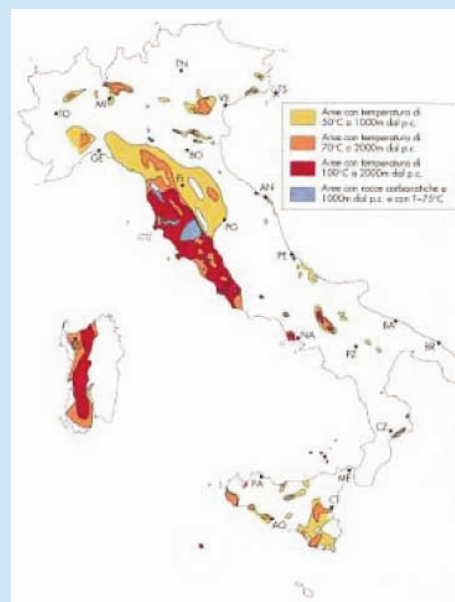 TN
TS
MI
VE
TO
GE
BO
FI
AN
PG
PE
NA
BA
PZ
BR
CZ
ME
PA
CT
AG
Aree con temperatura di
50°C a 1000m dal p.c.
Aree con temperatura di
70°C a 2000m dal p.c.
Aree con temperatura di
100°C a 2000m dal p.c.
Aree con rocce carbonatiche a
1000m dal p.c. e con T=75°C